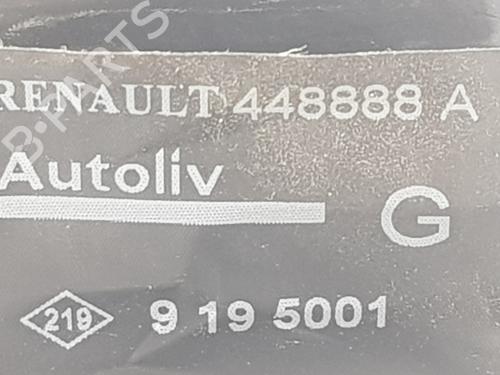 RENAULT 448888 A
Autoliv
G
219 9 19 5001
B-PARTS